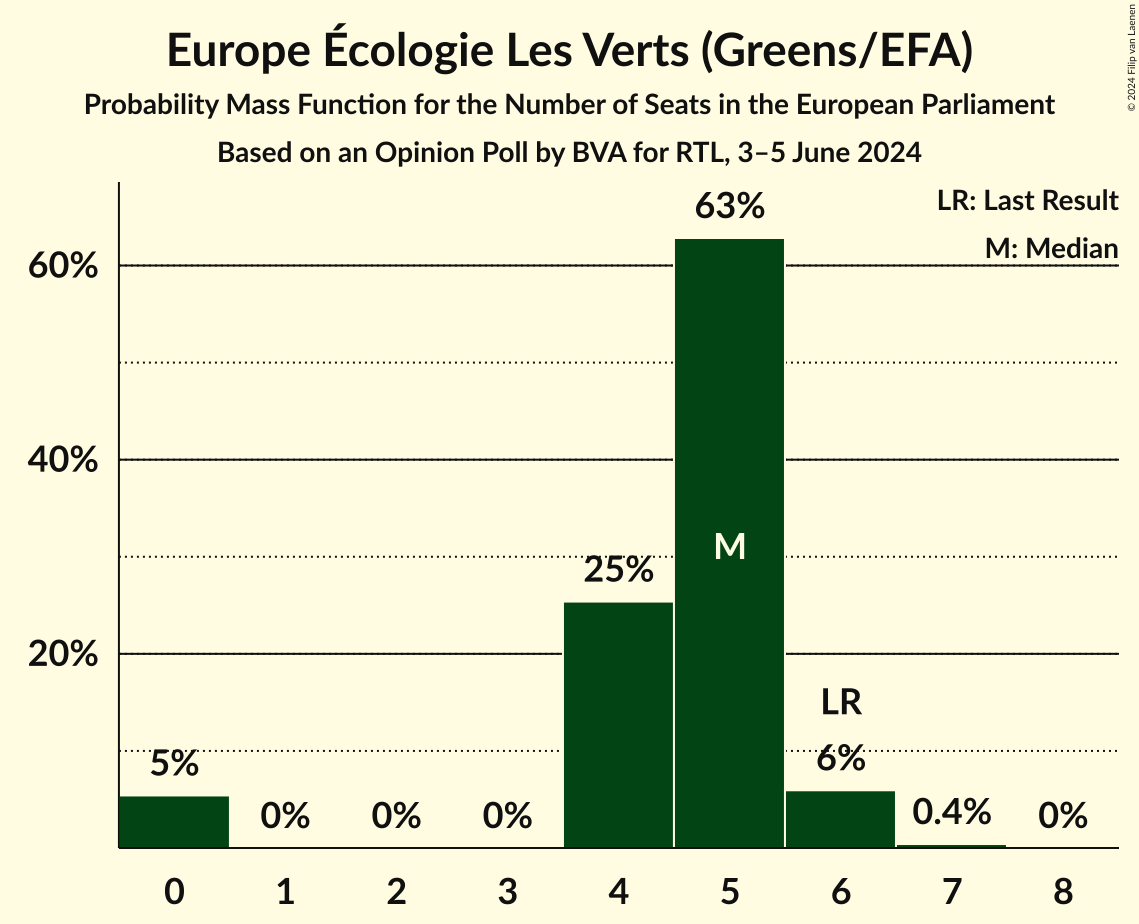 Europe Écologie Les Verts (Greens/EFA)
Probability Mass Function for the Number of Seats in the European Parliament
Based on an Opinion Poll by BVA for RTL, 3–5 June 2024
© 2024 Filip van Laenen
LR: Last Result
M: Median
63%
60%
40%
25%
M
20%
LR
5%
6%
0%
0%
0%
0.4%
0%
0 1 2 3 4 5 6 7 8